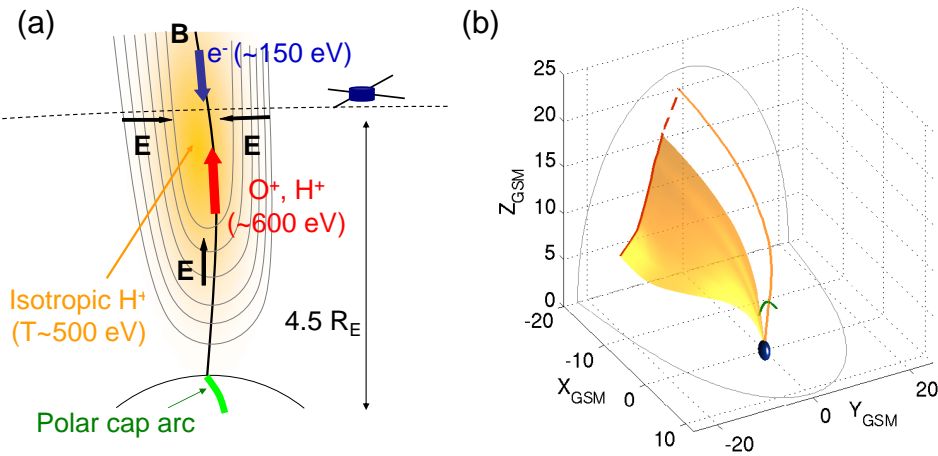 (a)
B
e⁻ (~150 eV)
E
E
O⁺, H⁺
(~600 eV)
E
Isotropic H⁺
(T~500 eV)
4.5 R_E
Polar cap arc
(b)
25
20
15
10
5
0
Z_GSM
-20
-10
0
10
X_GSM
-20
0
20
Y_GSM